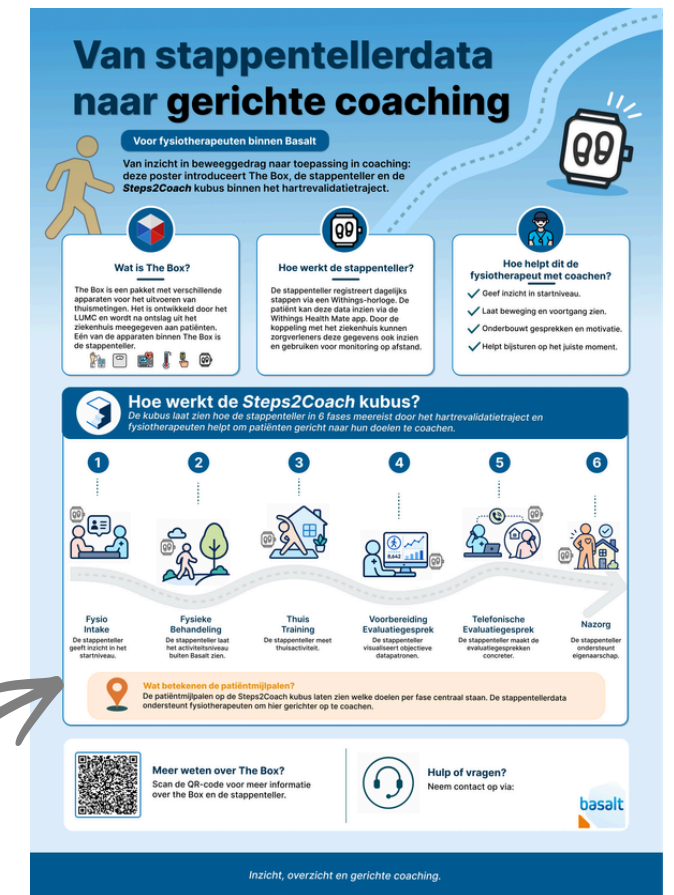 Van stappentellerdata
naar gerichte coaching
Voor fysiotherapeuten binnen Basalt
Van inzicht in beweeggedrag naar toepassing in coaching:
deze poster introduceert The Box, de stappenteller en de
Steps2Coach kubus binnen het hartrevalidatietraject.
Wat is The Box?
The Box is een pakket met verschillende
apparaten voor het uitvoeren van
thuismetingen. Het is ontwikkeld door het
LUMC en wordt na ontslag uit het
ziekenhuis meegegeven aan patiënten.
Eén van de apparaten binnen The Box is
de stappenteller.
Hoe werkt de stappenteller?
De stappenteller registreert dagelijks
stappen via een Withings-horloge. De
patiënt kan deze data inzien via de
Withings Health Mate app. Door de
koppeling met het ziekenhuis kunnen
zorgverleners deze gegevens ook inzien
en gebruiken voor monitoring op afstand.
Hoe helpt dit de
fysiotherapeut met coachen?
Geef inzicht in startniveau.
Laat beweging en voortgang zien.
Onderbouwt gesprekken en motivatie.
Helpt bijsturen op het juiste moment.
Hoe werkt de Steps2Coach kubus?
De kubus laat zien hoe de stappenteller in 6 fases meereist door het hartrevalidatietraject en
fysiotherapeuten helpt om patiënten gericht naar hun doelen te coachen.
1
2
3
4
5
6
8,642
Fysio
Intake
De stappenteller
geeft inzicht in het
startniveau.
Fysieke
Behandeling
De stappenteller laat
het activiteitsniveau
buiten Basalt zien.
Thuis
Training
De stappenteller meet
thuisactiviteit.
Voorbereiding
Evaluatiegesprek
De stappenteller
visualiseert objectieve
datapatronen.
Telefonische
Evaluatiegesprek
De stappenteller maakt de
evaluatiegesprekken
concreter.
Nazorg
De stappenteller
ondersteunt
eigenaarschap.
Wat betekenen de patiëntmijlpalen?
De patiëntmijlpalen op de Steps2Coach kubus laten zien welke doelen per fase centraal staan. De stappentellerdata
ondersteunt fysiotherapeuten om hier gerichter op te coachen.
Meer weten over The Box?
Scan de QR-code voor meer informatie
over the Box en de stappenteller.
Hulp of vragen?
Neem contact op via:
basalt
Inzicht, overzicht en gerichte coaching.